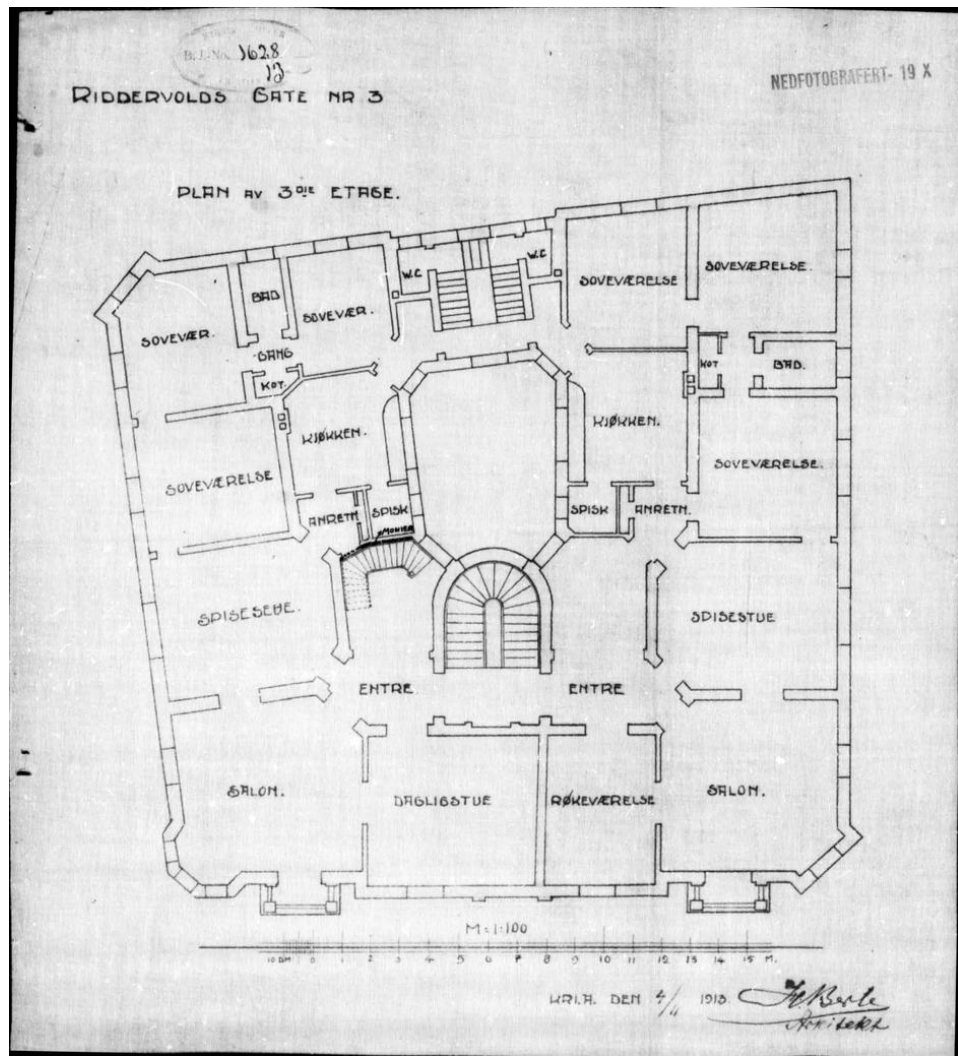 1628
13
NEDFOTOGRAFERT- 19 X
RIDDERVOLDS GATE NR. 3
PLAN AV 3DIE ETAGE.
W.C W.C
SOVEVÆRELSE SOVEVÆRELSE.
SOVEVÆR. BAD SOVEVÆR.
GANG
KOT. KOT. BAD.
KJØKKEN. KJØKKEN.
SOVEVÆRELSE SOVEVÆRELSE.
ANRETN. SPISK SPISK ANRETN.
MONIER
SPISESTUE. SPISESTUE
ENTRE ENTRE
SALON. DAGLIGSTUE RØKEVÆRELSE SALON.
M = 1:100
10 DM 0 1 2 3 4 5 6 7 8 9 10 11 12 13 14 15 M.
KRI.A. DEN 4/4 1913.
Arkitekt